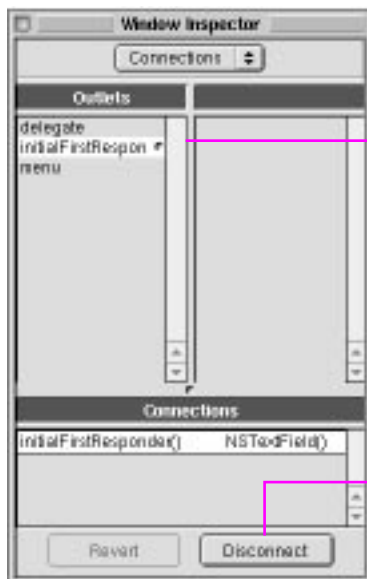 Window Inspector
Connections
Outlets
delegate
initialFirstRespon
menu
Connections
initialFirstResponder() NSTextField()
Revert Disconnect